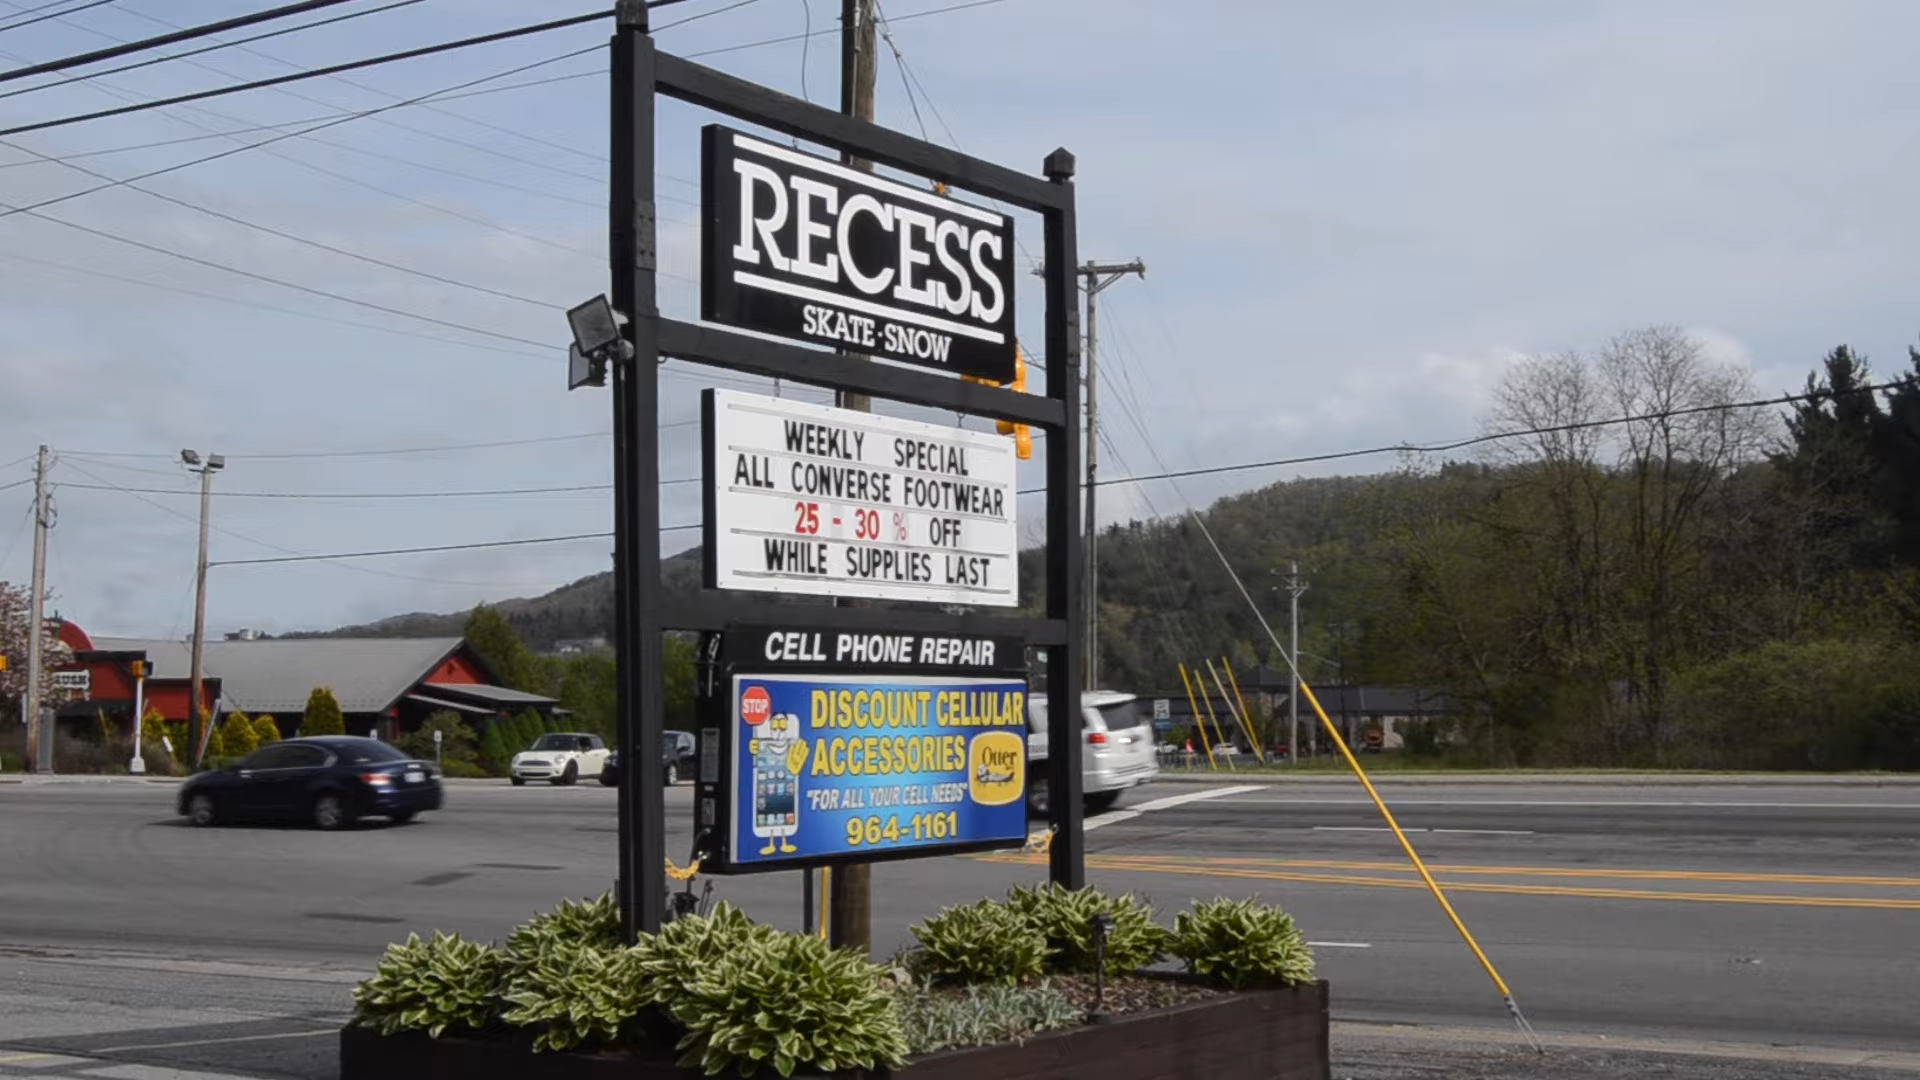 RECESS
SKATE · SNOW
WEEKLY SPECIAL
ALL CONVERSE FOOTWEAR
25 - 30 % OFF
WHILE SUPPLIES LAST
CELL PHONE REPAIR
STOP
DISCOUNT CELLULAR
ACCESSORIES
Otter
"FOR ALL YOUR CELL NEEDS"
964-1161